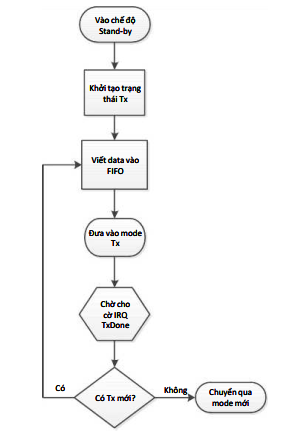 Vào chế độ
Stand-by
Khởi tạo trạng
thái Tx
Viết data vào
FIFO
Đưa vào mode
Tx
Chờ cho
cờ IRQ
TxDone
Có
Có Tx mới?
Không
Chuyển qua
mode mới